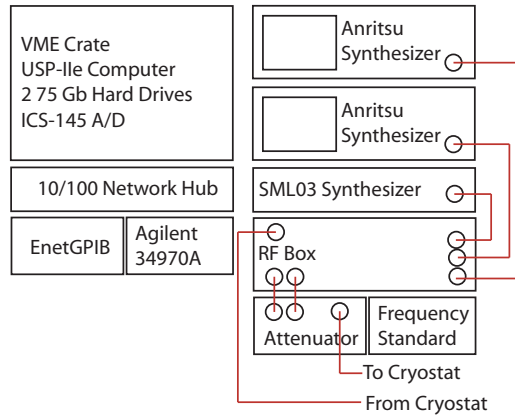 VME Crate
USP-IIe Computer
2 75 Gb Hard Drives
ICS-145 A/D
10/100 Network Hub
EnetGPIB
Agilent
34970A
Anritsu
Synthesizer
Anritsu
Synthesizer
SML03 Synthesizer
RF Box
Attenuator
Frequency
Standard
To Cryostat
From Cryostat